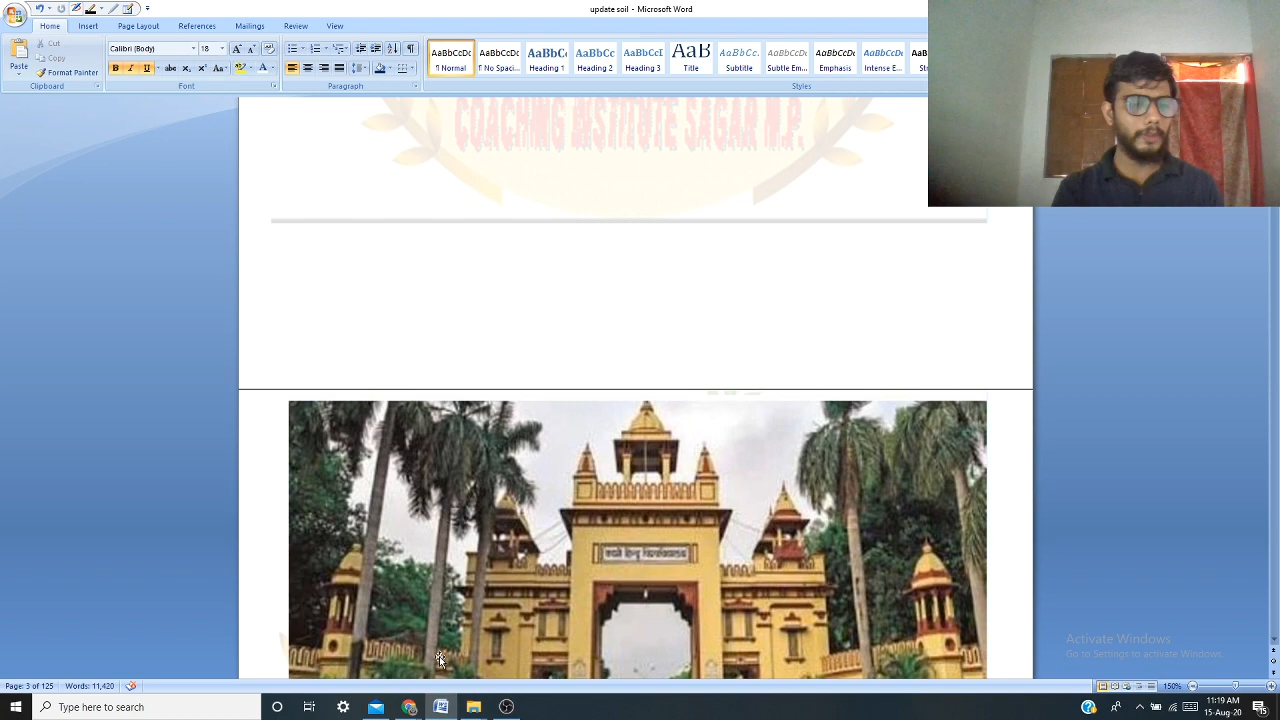 update soil - Microsoft Word
Home Insert Page Layout References Mailings Review View
Cut
Copy
Format Painter
Paste
Clipboard
Calibri (Body) 18
Font
Paragraph
AaBbCcDc AaBbCcDc AaBbC AaBbCc AaBbCcI AaB AaBbCc. AaBbCcDc AaBbCcDc AaBbCcDc AaBbCcDc
¶ Normal ¶ No Spaci... Heading 1 Heading 2 Heading 3 Title Subtitle Subtle Em... Emphasis Intense E...
Styles
COACHING INSTITUTE SAGAR M.P.
काशी हिन्दू विश्वविद्यालय
Activate Windows
Go to Settings to activate Windows.
Page: 3 of 125 Words: 11,420
150%
Type here to search
11:19 AM
15-Aug-20